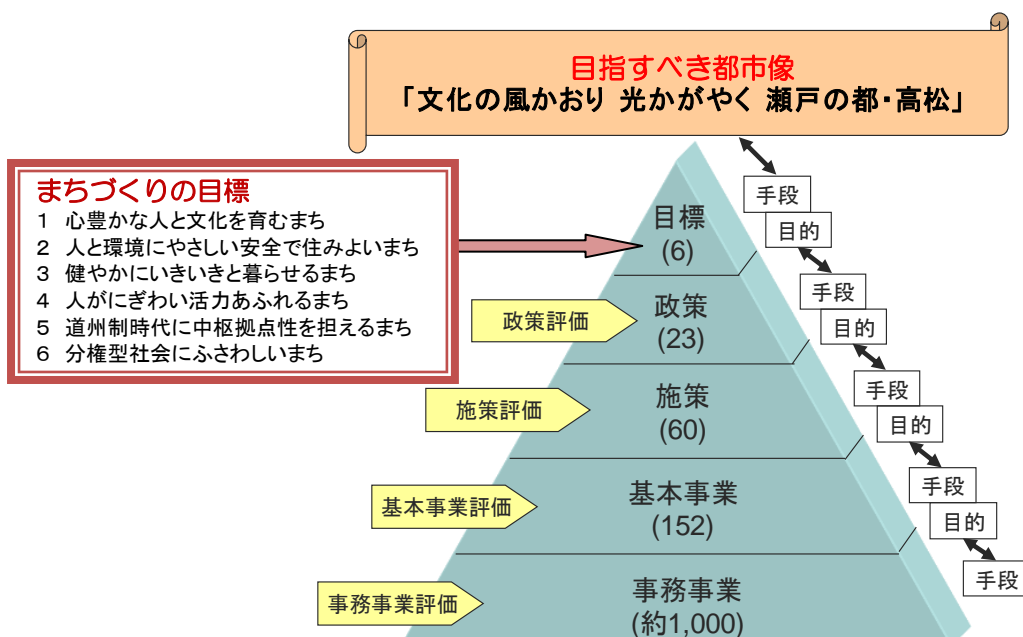 目指すべき都市像
「文化の風かおり 光かがやく 瀬戸の都・高松」
まちづくりの目標
1 心豊かな人と文化を育むまち
2 人と環境にやさしい安全で住みよいまち
3 健やかにいきいきと暮らせるまち
4 人がにぎわい活力あふれるまち
5 道州制時代に中枢拠点性を担えるまち
6 分権型社会にふさわしいまち
目標
(6)
手段
目的
政策評価
政策
(23)
手段
目的
施策評価
施策
(60)
手段
目的
基本事業評価
基本事業
(152)
手段
目的
事務事業評価
事務事業
(約1,000)
手段